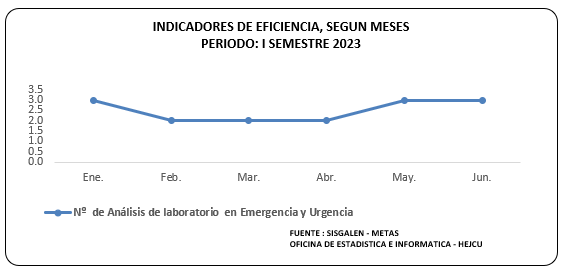 INDICADORES DE EFICIENCIA, SEGUN MESES
PERIODO: I SEMESTRE 2023
3.5
3.0
2.5
2.0
1.5
1.0
0.5
0.0
Ene. Feb. Mar. Abr. May. Jun.
Nº de Análisis de laboratorio en Emergencia y Urgencia
FUENTE : SISGALEN - METAS
OFICINA DE ESTADISTICA E INFORMATICA - HEJCU